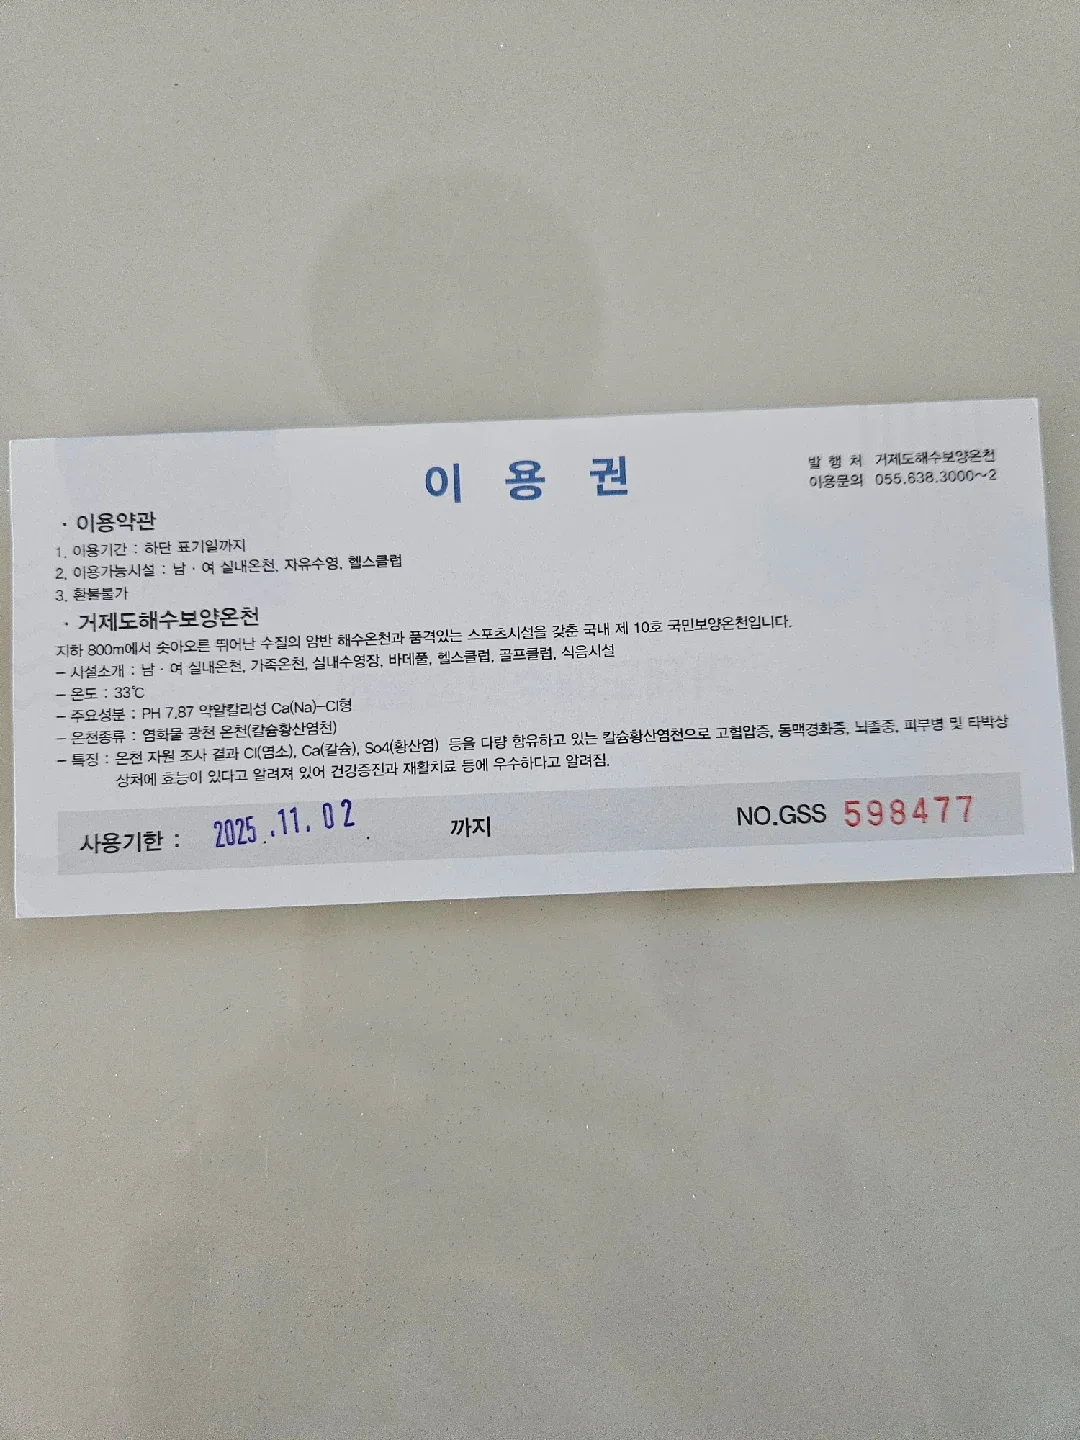 이 용 권
발 행 처 거제도해수보양온천
이용문의 055.638.3000~2
· 이용약관
1. 이용기간 : 하단 표기일까지
2. 이용가능시설 : 남 · 여 실내온천, 자유수영, 헬스클럽
3. 환불불가
· 거제도해수보양온천
지하 800m에서 솟아오른 뛰어난 수질의 암반 해수온천과 품격있는 스포츠시설을 갖춘 국내 제 10호 국민보양온천입니다.
- 시설소개 : 남 · 여 실내온천, 가족온천, 실내수영장, 바데풀, 헬스클럽, 골프클럽, 식음시설
- 온도 : 33℃
- 주요성분 : PH 7.87 약알칼리성 Ca(Na)-Cl형
- 온천종류 : 염화물 광천 온천(칼슘황산염천)
- 특징 : 온천 자원 조사 결과 Cl(염소), Ca(칼슘), So4(황산염) 등을 다량 함유하고 있는 칼슘황산염천으로 고혈압증, 동맥경화증, 뇌졸중, 피부병 및 타박상
상처에 효능이 있다고 알려져 있어 건강증진과 재활치료 등에 우수하다고 알려짐.
사용기한 : 2025.11.02 까지
NO.GSS 598477